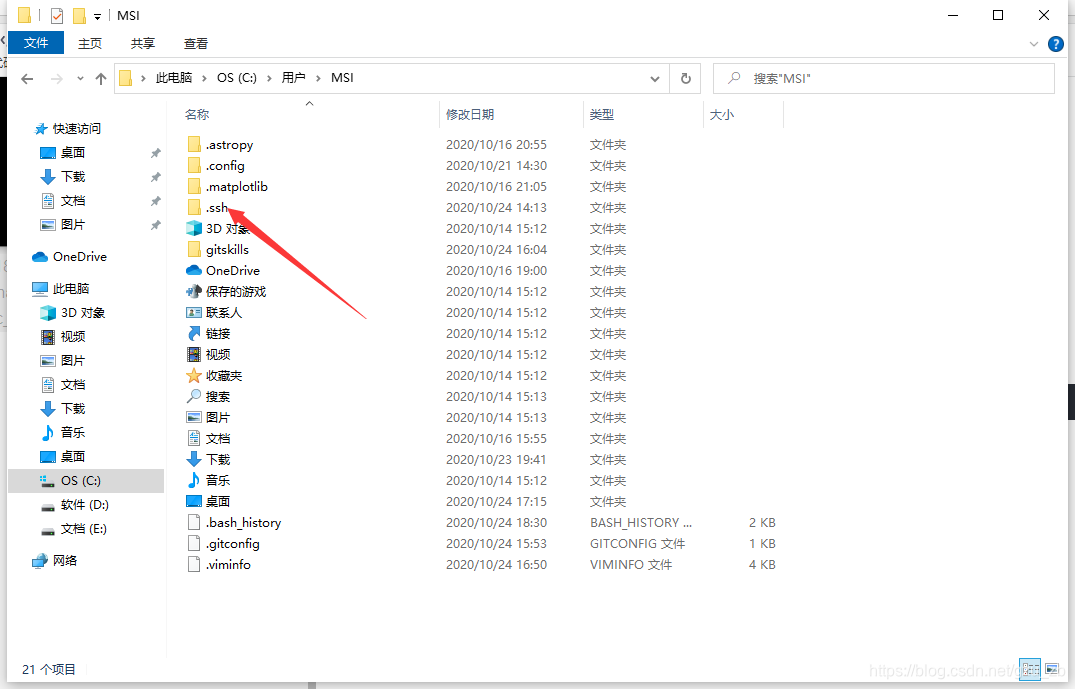 MSI
文件 主页 共享 查看
此电脑 OS (C:) 用户 MSI 搜索"MSI"
名称 修改日期 类型 大小
快速访问
桌面
下载
文档
图片
OneDrive
此电脑
3D 对象
视频
图片
文档
下载
音乐
桌面
OS (C:)
软件 (D:)
文档 (E:)
网络
.astropy 2020/10/16 20:55 文件夹
.config 2020/10/21 14:30 文件夹
.matplotlib 2020/10/16 21:05 文件夹
.ssh 2020/10/24 14:13 文件夹
3D 对象 2020/10/14 15:12 文件夹
gitskills 2020/10/24 16:04 文件夹
OneDrive 2020/10/16 19:00 文件夹
保存的游戏 2020/10/14 15:12 文件夹
联系人 2020/10/14 15:12 文件夹
链接 2020/10/14 15:12 文件夹
视频 2020/10/14 15:12 文件夹
收藏夹 2020/10/14 15:12 文件夹
搜索 2020/10/14 15:13 文件夹
图片 2020/10/14 15:13 文件夹
文档 2020/10/16 15:55 文件夹
下载 2020/10/23 19:41 文件夹
音乐 2020/10/14 15:12 文件夹
桌面 2020/10/24 17:15 文件夹
.bash_history 2020/10/24 18:30 BASH_HISTORY ... 2 KB
.gitconfig 2020/10/24 15:53 GITCONFIG 文件 1 KB
.viminfo 2020/10/24 16:50 VIMINFO 文件 4 KB
21 个项目